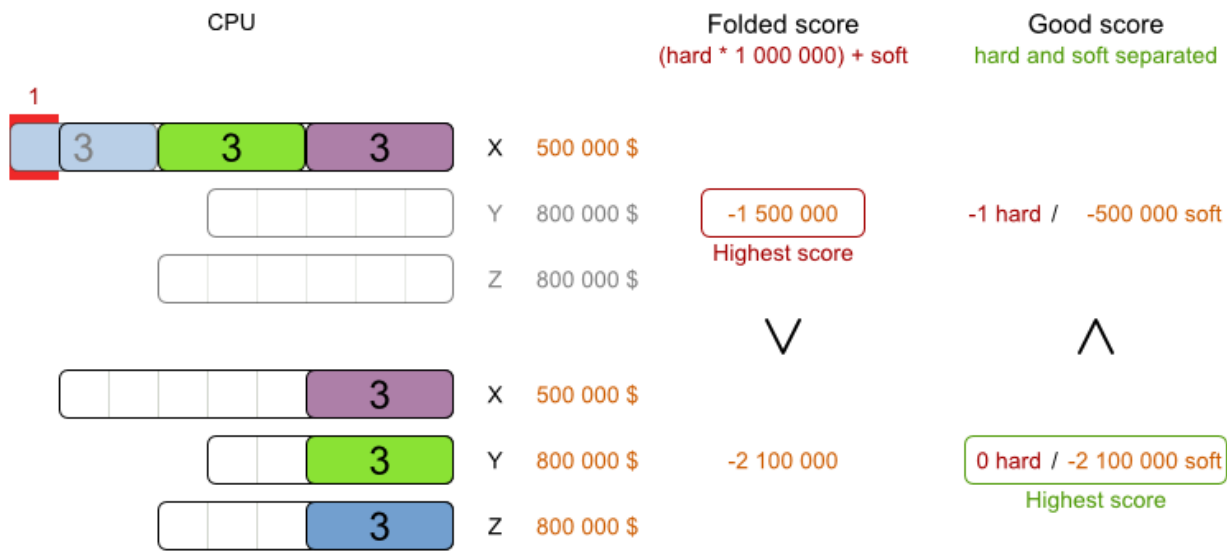 CPU Folded score Good score
(hard * 1 000 000) + soft hard and soft separated
1
3 3 3 X 500 000 $
Y 800 000 $ -1 500 000 -1 hard / -500 000 soft
Highest score
Z 800 000 $
> <
3 X 500 000 $
3 Y 800 000 $ -2 100 000 0 hard / -2 100 000 soft
Highest score
3 Z 800 000 $